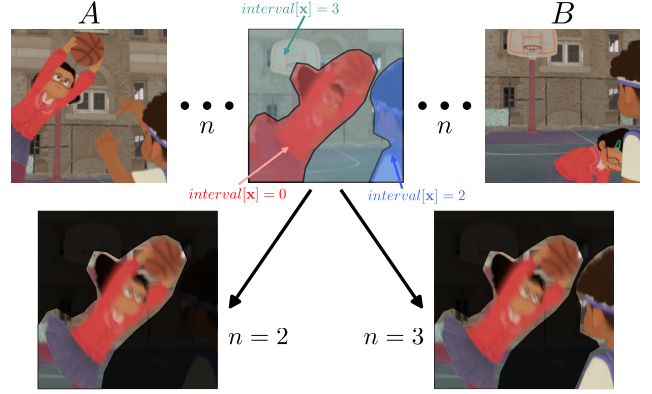 A
interval[x] = 3
B
n
n
interval[x] = 0
interval[x] = 2
n = 2
n = 3